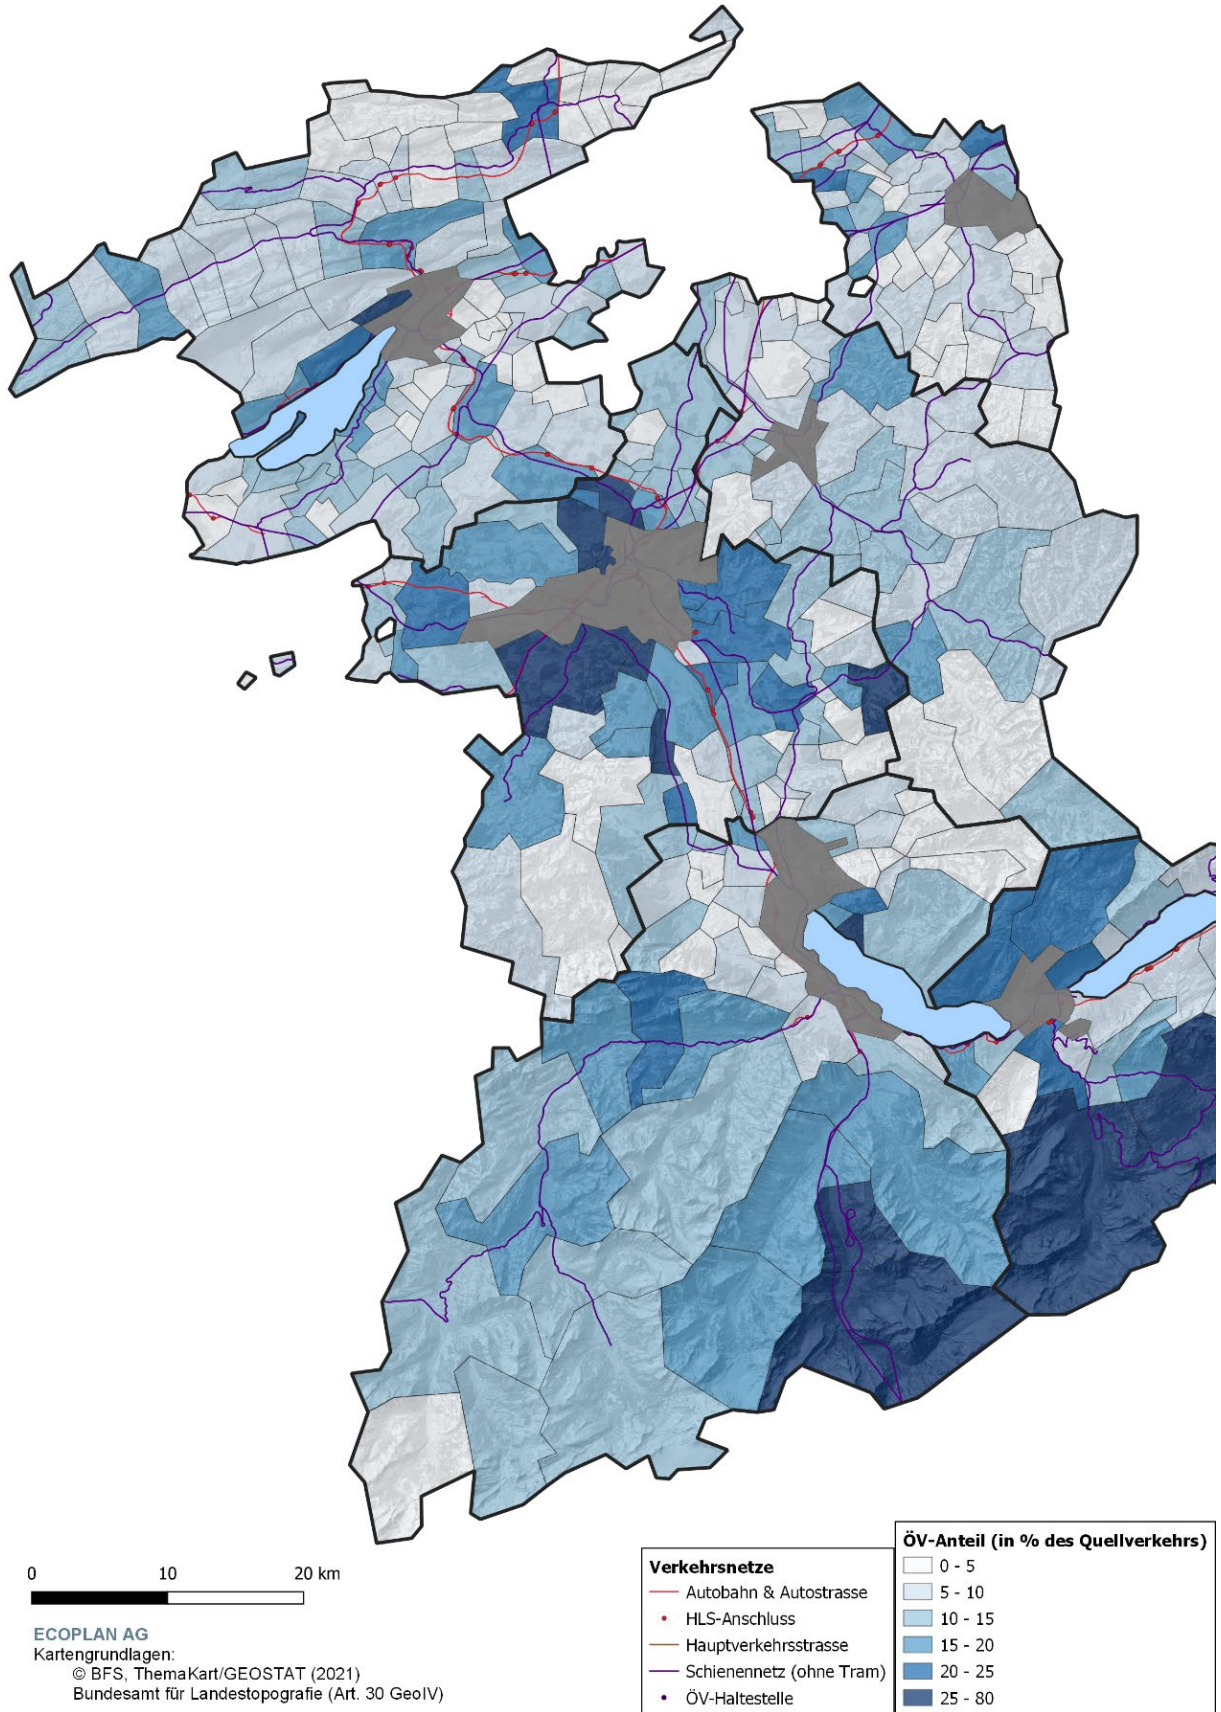 0 10 20 km
ECOPLAN AG
Kartengrundlagen:
© BFS, ThemaKart/GEOSTAT (2021)
Bundesamt für Landestopografie (Art. 30 GeoIV)
Verkehrsnetze
Autobahn & Autostrasse
HLS-Anschluss
Hauptverkehrsstrasse
Schienennetz (ohne Tram)
ÖV-Haltestelle
ÖV-Anteil (in % des Quellverkehrs)
0 - 5
5 - 10
10 - 15
15 - 20
20 - 25
25 - 80